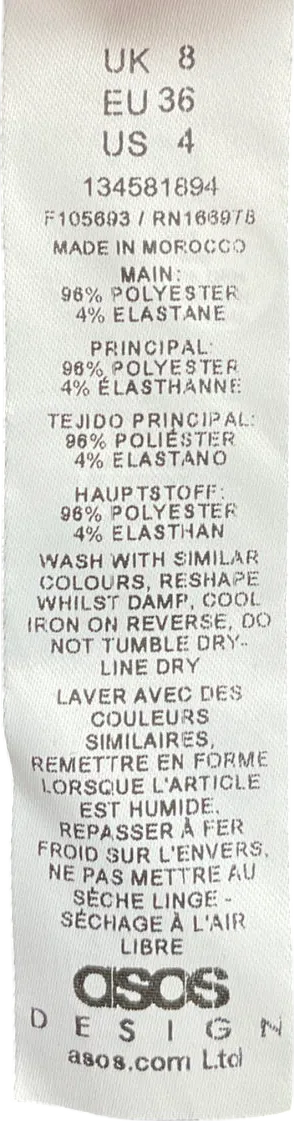 UK 8
EU 36
US 4
134581894
F105693 / RN166978
MADE IN MOROCCO
MAIN:
96% POLYESTER
4% ELASTANE
PRINCIPAL:
96% POLYESTER
4% ÉLASTHANNE
TEJIDO PRINCIPAL:
96% POLIÉSTER
4% ELASTANO
HAUPTSTOFF:
96% POLYESTER
4% ELASTHAN
WASH WITH SIMILAR
COLOURS, RESHAPE
WHILST DAMP, COOL
IRON ON REVERSE, DO
NOT TUMBLE DRY-
LINE DRY
LAVER AVEC DES
COULEURS
SIMILAIRES,
REMETTRE EN FORME
LORSQUE L'ARTICLE
EST HUMIDE,
REPASSER À FER
FROID SUR L'ENVERS,
NE PAS METTRE AU
SÈCHE LINGE -
SÉCHAGE À L'AIR
LIBRE
asos
DESIGN
asos.com Ltd